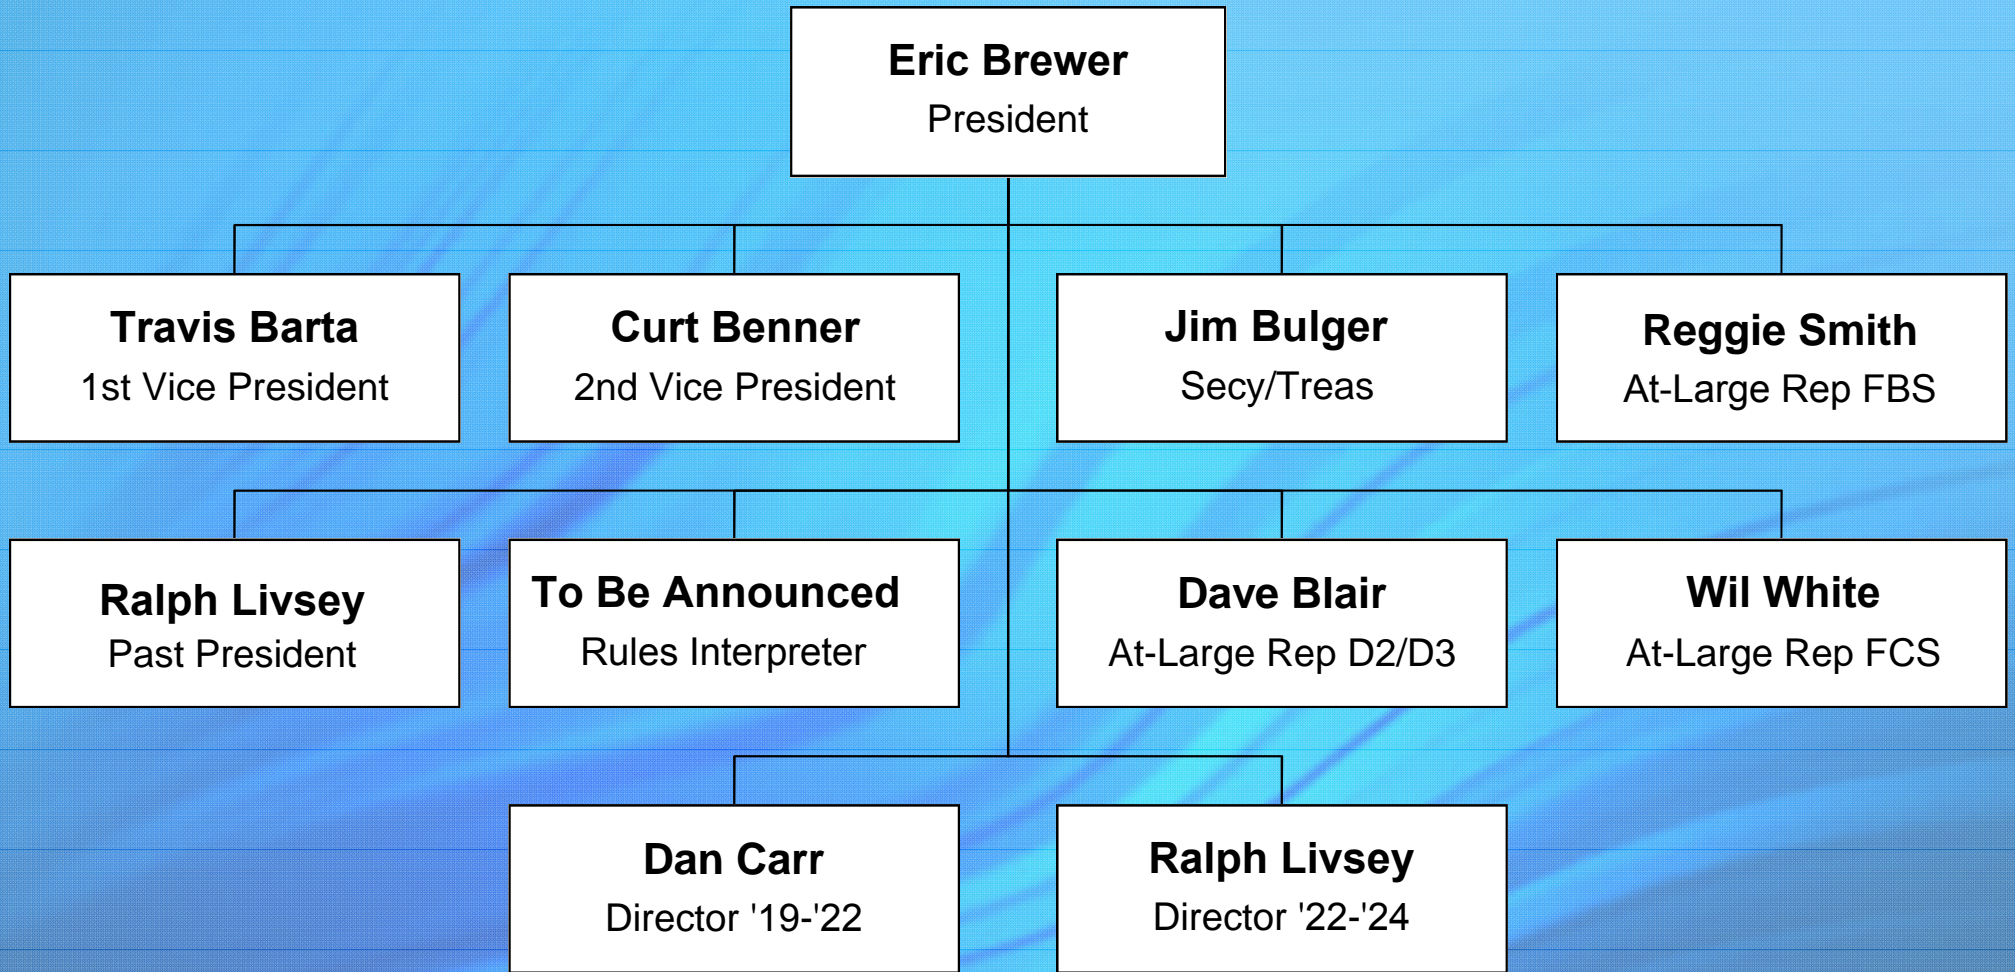 Eric Brewer
President
Travis Barta
1st Vice President
Curt Benner
2nd Vice President
Jim Bulger
Secy/Treas
Reggie Smith
At-Large Rep FBS
Ralph Livsey
Past President
To Be Announced
Rules Interpreter
Dave Blair
At-Large Rep D2/D3
Wil White
At-Large Rep FCS
Dan Carr
Director '19-'22
Ralph Livsey
Director '22-'24